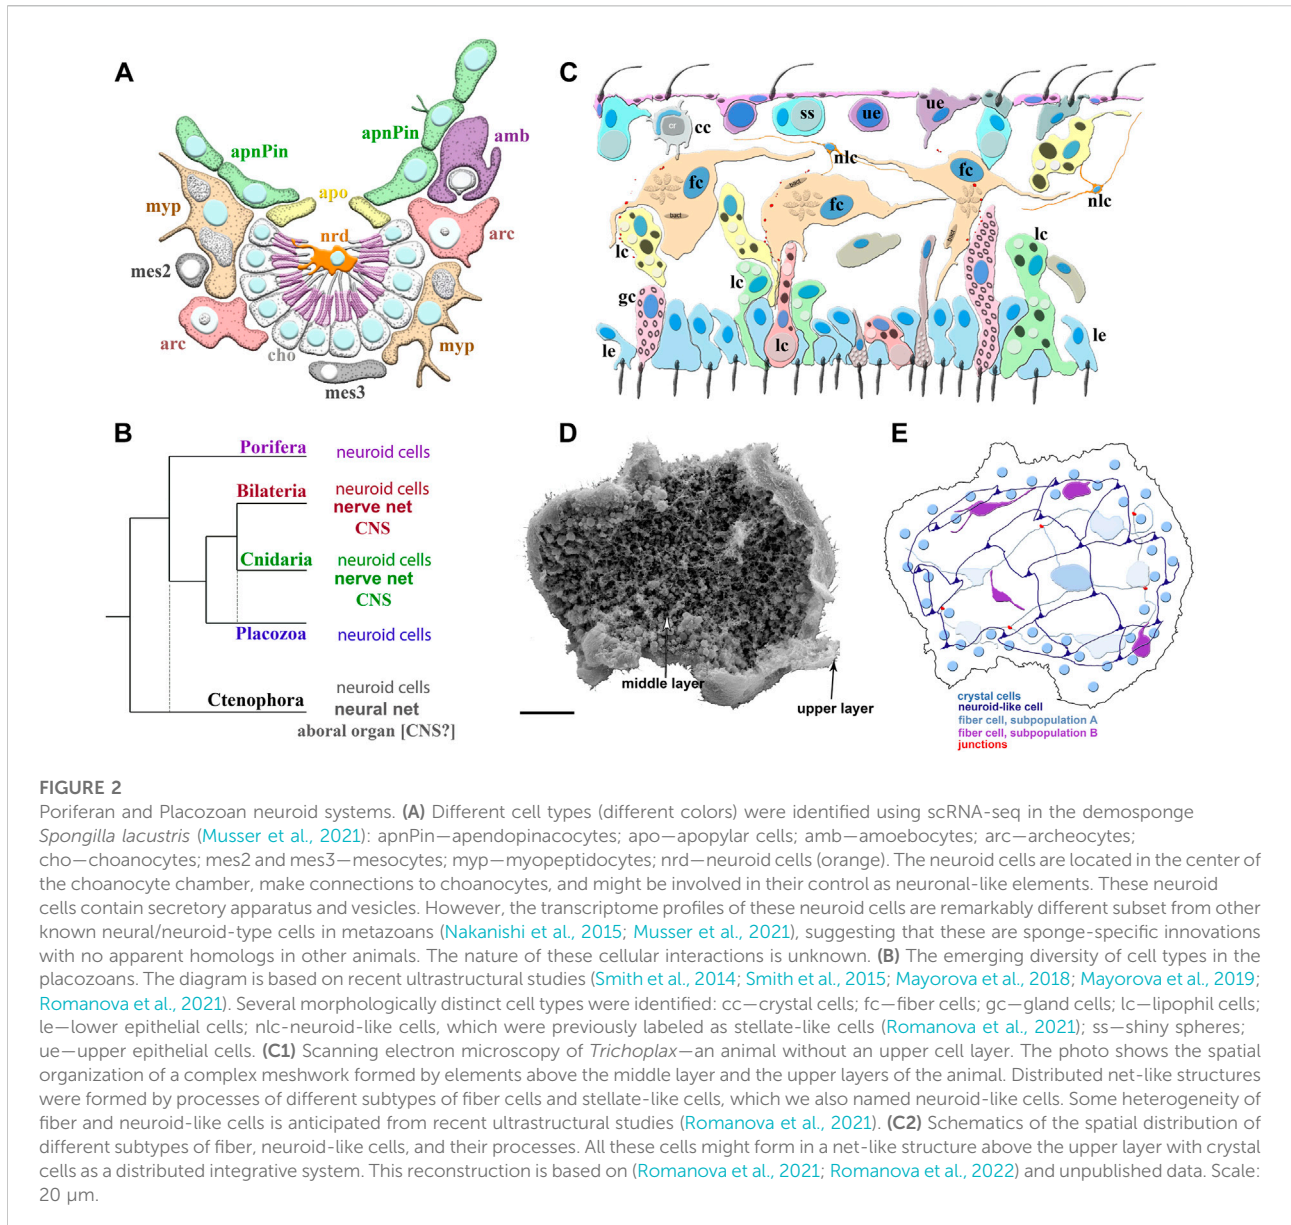 A
apnPin
apnPin
amb
apo
myp
nrd
arc
mes2
arc
cho
myp
mes3
C
cr
cc
ss
ue
ue
nlc
fc
fc
fc
nlc
bact
bact
bact
lc
lc
lc
gc
le
lc
le
B
Porifera neuroid cells
Bilateria neuroid cells
nerve net
CNS
Cnidaria neuroid cells
nerve net
CNS
Placozoa neuroid cells
Ctenophora neuroid cells
neural net
aboral organ [CNS?]
D
middle layer
upper layer
E
crystal cells
neuroid-like cell
fiber cell, subpopulation A
fiber cell, subpopulation B
junctions
FIGURE 2
Poriferan and Placozoan neuroid systems. (A) Different cell types (different colors) were identified using scRNA-seq in the demosponge
Spongilla lacustris (Musser et al., 2021): apnPin—apendopinacocytes; apo—apopylar cells; amb—amoebocytes; arc—archeocytes;
cho—choanocytes; mes2 and mes3—mesocytes; myp—myopeptidocytes; nrd—neuroid cells (orange). The neuroid cells are located in the center of
the choanocyte chamber, make connections to choanocytes, and might be involved in their control as neuronal-like elements. These neuroid
cells contain secretory apparatus and vesicles. However, the transcriptome profiles of these neuroid cells are remarkably different subset from other
known neural/neuroid-type cells in metazoans (Nakanishi et al., 2015; Musser et al., 2021), suggesting that these are sponge-specific innovations
with no apparent homologs in other animals. The nature of these cellular interactions is unknown. (B) The emerging diversity of cell types in the
placozoans. The diagram is based on recent ultrastructural studies (Smith et al., 2014; Smith et al., 2015; Mayorova et al., 2018; Mayorova et al., 2019;
Romanova et al., 2021). Several morphologically distinct cell types were identified: cc—crystal cells; fc—fiber cells; gc—gland cells; lc—lipophil cells;
le—lower epithelial cells; nlc-neuroid-like cells, which were previously labeled as stellate-like cells (Romanova et al., 2021); ss—shiny spheres;
ue—upper epithelial cells. (C1) Scanning electron microscopy of Trichoplax—an animal without an upper cell layer. The photo shows the spatial
organization of a complex meshwork formed by elements above the middle layer and the upper layers of the animal. Distributed net-like structures
were formed by processes of different subtypes of fiber cells and stellate-like cells, which we also named neuroid-like cells. Some heterogeneity of
fiber and neuroid-like cells is anticipated from recent ultrastructural studies (Romanova et al., 2021). (C2) Schematics of the spatial distribution of
different subtypes of fiber, neuroid-like cells, and their processes. All these cells might form in a net-like structure above the upper layer with crystal
cells as a distributed integrative system. This reconstruction is based on (Romanova et al., 2021; Romanova et al., 2022) and unpublished data. Scale:
20 µm.